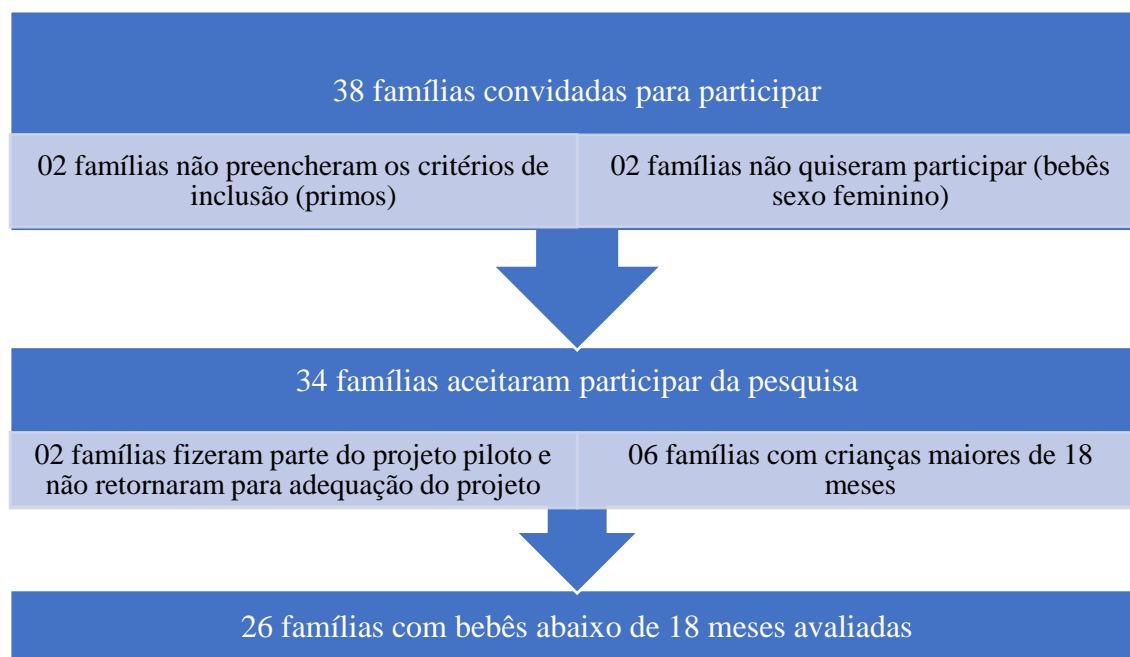 38 famílias convidadas para participar
02 famílias não preencheram os critérios de
inclusão (primos)
02 famílias não quiseram participar (bebês
sexo feminino)
34 famílias aceitaram participar da pesquisa
02 famílias fizeram parte do projeto piloto e
não retornaram para adequação do projeto
06 famílias com crianças maiores de 18
meses
26 famílias com bebês abaixo de 18 meses avaliadas